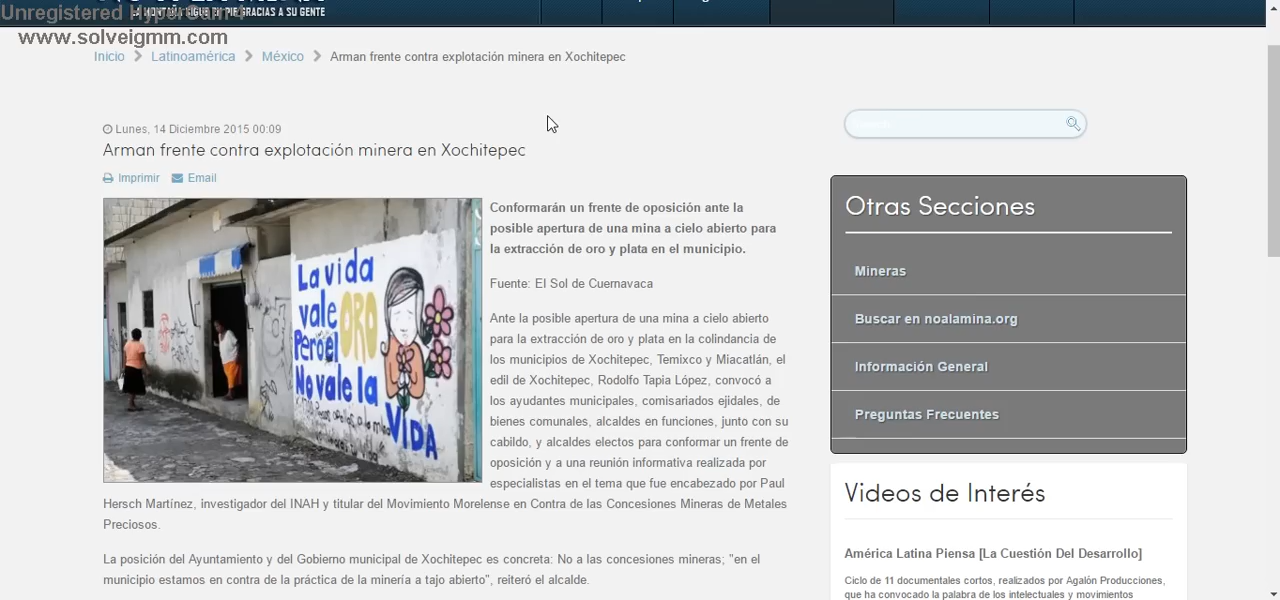 Unregistered Hyper
LA MONTAÑA SIGUE EN PIE GRACIAS A SU GENTE
www.solveigmm.com
Inicio > Latinoamérica > México > Arman frente contra explotación minera en Xochitepec
Lunes, 14 Diciembre 2015 00:09
Arman frente contra explotación minera en Xochitepec
Imprimir Email
La vida
vale ORO
Pero el
No vale la
VIDA
Conformarán un frente de oposición ante la
posible apertura de una mina a cielo abierto para
la extracción de oro y plata en el municipio.
Fuente: El Sol de Cuernavaca
Ante la posible apertura de una mina a cielo abierto
para la extracción de oro y plata en la colindancia de
los municipios de Xochitepec, Temixco y Miacatlán, el
edil de Xochitepec, Rodolfo Tapia López, convocó a
los ayudantes municipales, comisariados ejidales, de
bienes comunales, alcaldes en funciones, junto con su
cabildo, y alcaldes electos para conformar un frente de
oposición y a una reunión informativa realizada por
especialistas en el tema que fue encabezado por Paul
Hersch Martínez, investigador del INAH y titular del Movimiento Morelense en Contra de las Concesiones Mineras de Metales
Preciosos.
La posición del Ayuntamiento y del Gobierno municipal de Xochitepec es concreta: No a las concesiones mineras; "en el
municipio estamos en contra de la práctica de la minería a tajo abierto", reiteró el alcalde.
Otras Secciones
Mineras
Buscar en noalamina.org
Información General
Preguntas Frecuentes
Videos de Interés
América Latina Piensa [La Cuestión Del Desarrollo]
Ciclo de 11 documentales cortos, realizados por Agalón Producciones,
que ha convocado la palabra de los intelectuales y movimientos